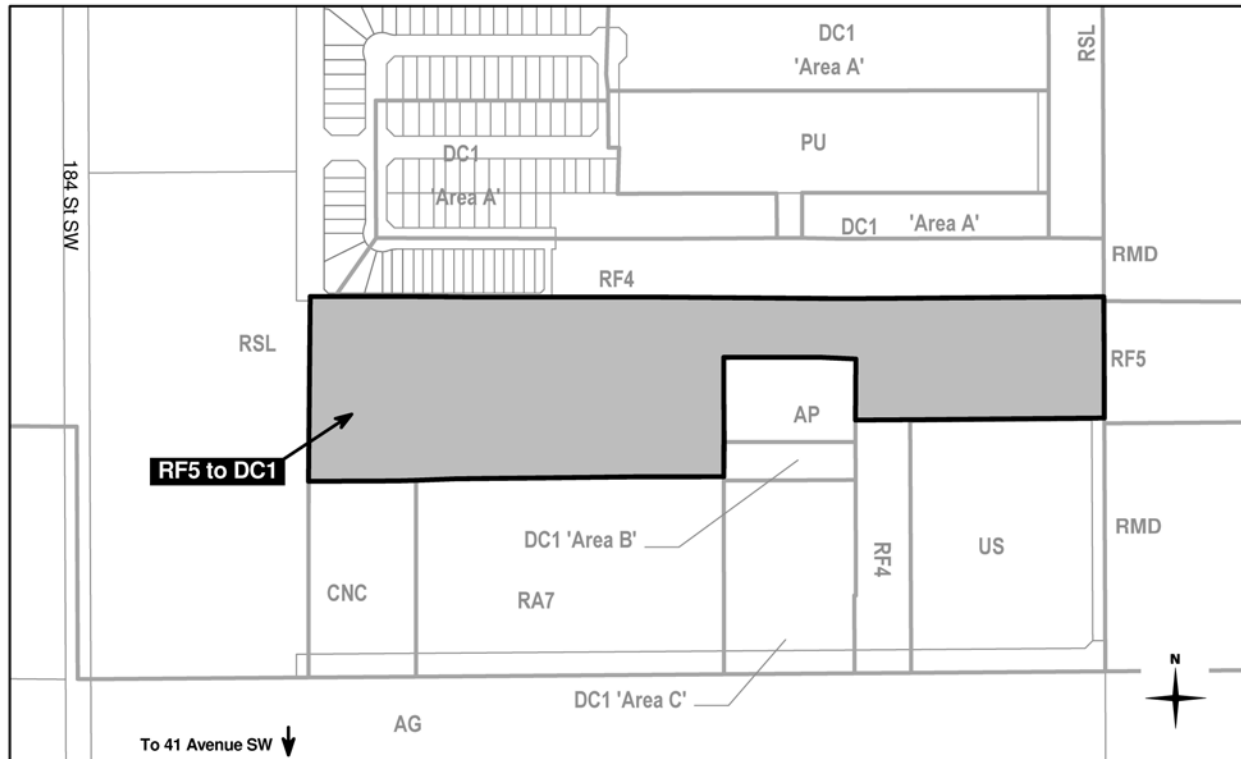 DC1
'Area A'
RSL
PU
DC1
'Area A'
184 St SW
DC1 'Area A'
RMD
RF4
RSL
RF5
AP
RF5 to DC1
DC1 'Area B'
RF4
US
RMD
CNC
RA7
N
DC1 'Area C'
AG
To 41 Avenue SW